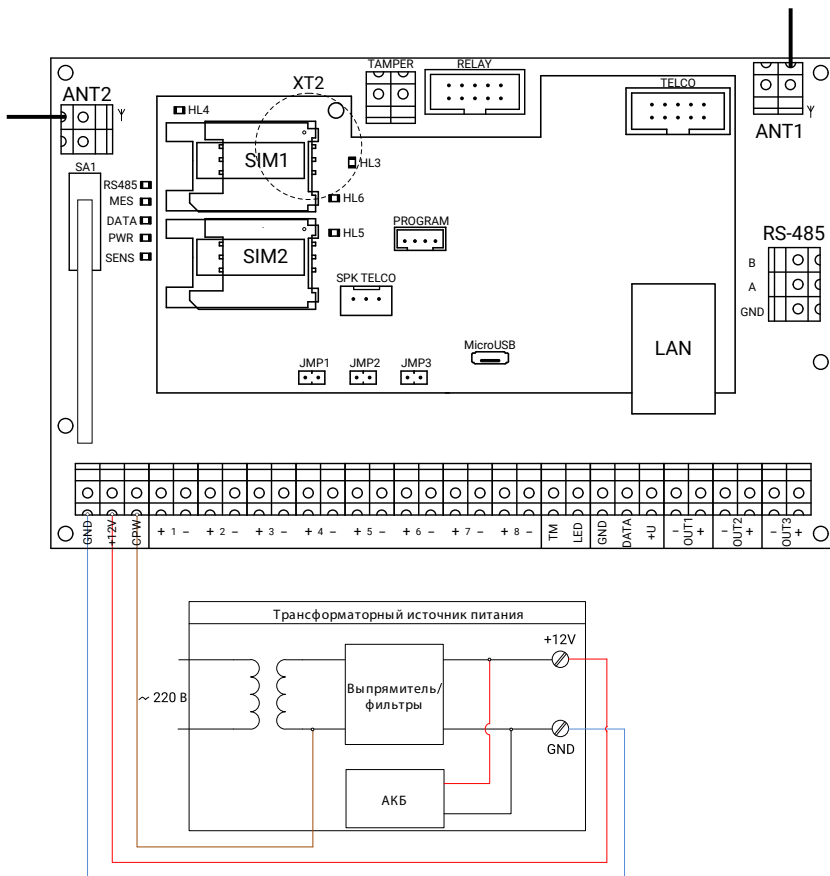 TAMPER
RELAY
XT2
TELCO
ANT2
HL4
ANT1
SIM1
HL3
SA1
RS485
MES
HL6
DATA
PROGRAM
PWR
HL5
RS-485
SENS
SIM2
B
SPK TELCO
A
GND
MicroUSB
LAN
JMP1 JMP2 JMP3
GND +12V CPW + 1 – + 2 – + 3 – + 4 – + 5 – + 6 – + 7 – + 8 – TM LED GND DATA +U – OUT1 + – OUT2 + – OUT3 +
Трансформаторный источник питания
+12V
~ 220 В
Выпрямитель/
фильтры
GND
АКБ